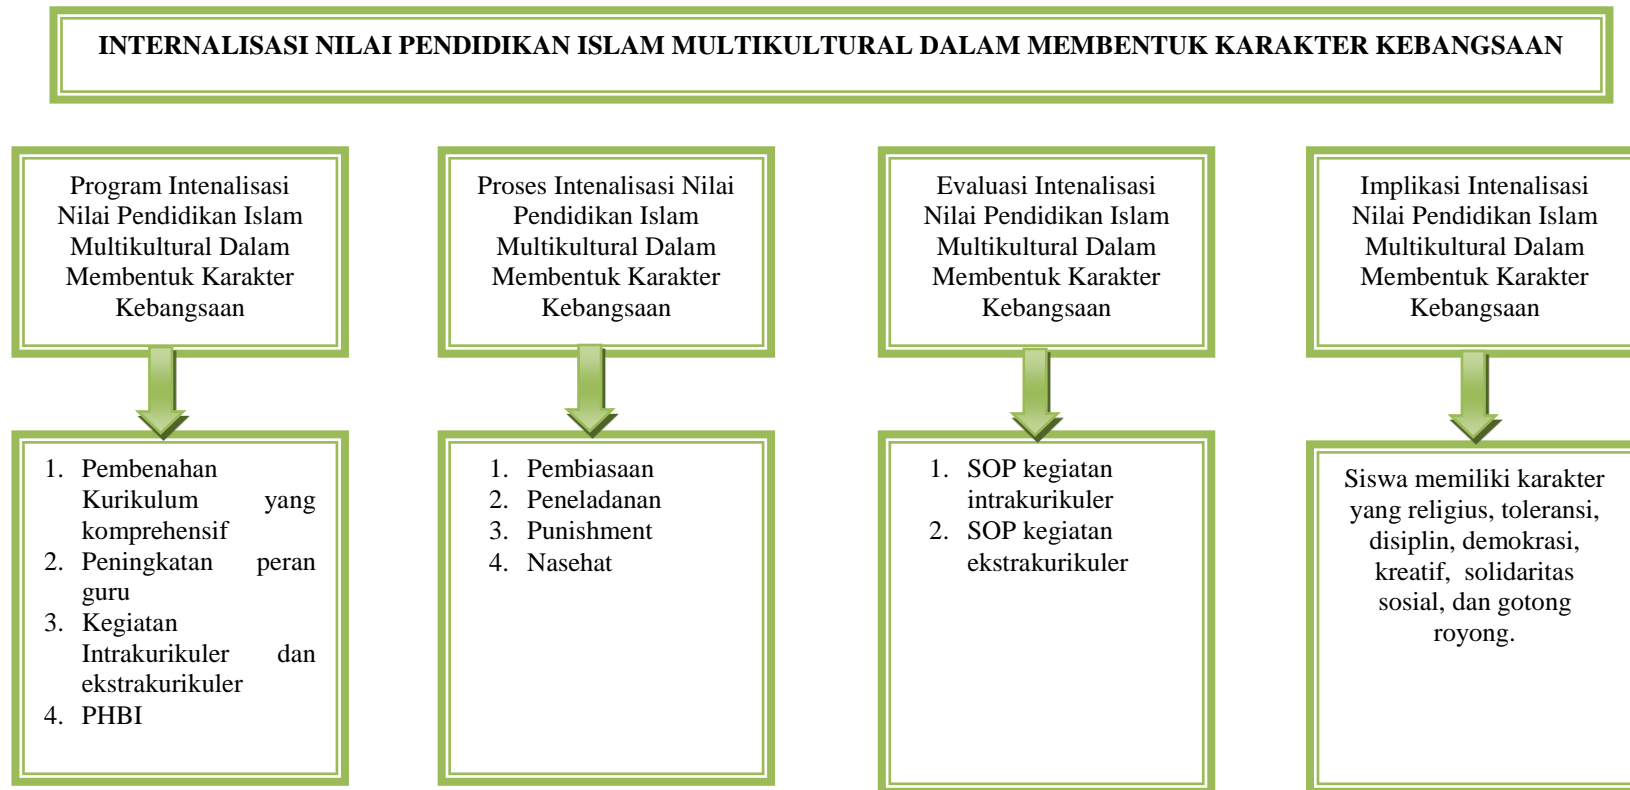 INTERNALISASI NILAI PENDIDIKAN ISLAM MULTIKULTURAL DALAM MEMBENTUK KARAKTER KEBANGSAAN
Program Intenalisasi
Nilai Pendidikan Islam
Multikultural Dalam
Membentuk Karakter
Kebangsaan
Proses Intenalisasi Nilai
Pendidikan Islam
Multikultural Dalam
Membentuk Karakter
Kebangsaan
Evaluasi Intenalisasi
Nilai Pendidikan Islam
Multikultural Dalam
Membentuk Karakter
Kebangsaan
Implikasi Intenalisasi
Nilai Pendidikan Islam
Multikultural Dalam
Membentuk Karakter
Kebangsaan
1. Pembenahan
Kurikulum yang
komprehensif
2. Peningkatan peran
guru
3. Kegiatan
Intrakurikuler dan
ekstrakurikuler
4. PHBI
1. Pembiasaan
2. Peneladanan
3. Punishment
4. Nasehat
1. SOP kegiatan
intrakurikuler
2. SOP kegiatan
ekstrakurikuler
Siswa memiliki karakter
yang religius, toleransi,
disiplin, demokrasi,
kreatif, solidaritas
sosial, dan gotong
royong.